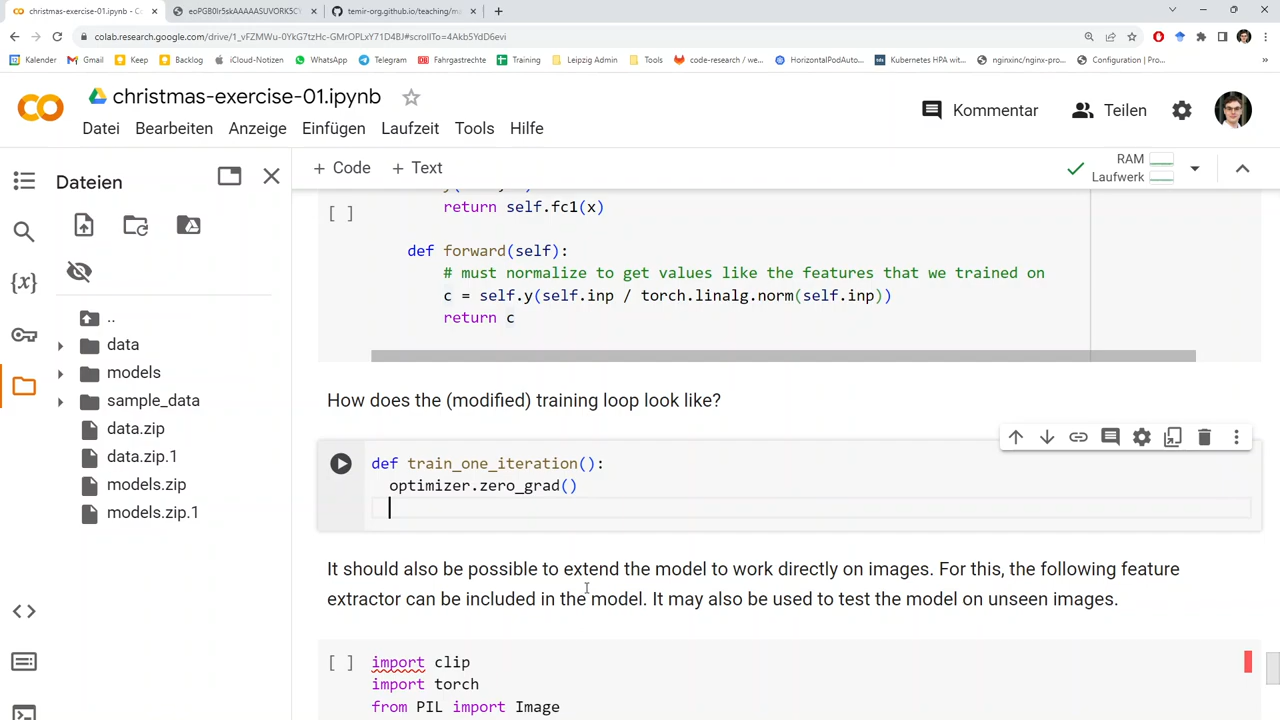 christmas-exercise-01.ipynb -
eoPGB0Ir5skAAAAASUVORK5CY
temir-org.github.io/teaching/ma
colab.research.google.com/drive/1_vFZMWu-0YkG7tzHc-GMrOPLxY71D4BJ#scrollTo=4Akb5YdD6evi
Kalender
Gmail
Keep
Backlog
iCloud-Notizen
WhatsApp
Telegram
Fahrgastrechte
Training
Leipzig Admin
Tools
code-research / we...
HorizontalPodAuto...
Kubernetes HPA wit...
nginxinc/nginx-pro...
Configuration | Pro...
christmas-exercise-01.ipynb
Kommentar
Teilen
Datei Bearbeiten Anzeige Einfügen Laufzeit Tools Hilfe
Dateien
+ Code + Text
RAM
Laufwerk
..
data
models
sample_data
data.zip
data.zip.1
models.zip
models.zip.1
[ ]
return self.fc1(x)
def forward(self):
# must normalize to get values like the features that we trained on
c = self.y(self.inp / torch.linalg.norm(self.inp))
return c
How does the (modified) training loop look like?
def train_one_iteration():
optimizer.zero_grad()
It should also be possible to extend the model to work directly on images. For this, the following feature
extractor can be included in the model. It may also be used to test the model on unseen images.
[ ] import clip
import torch
from PIL import Image